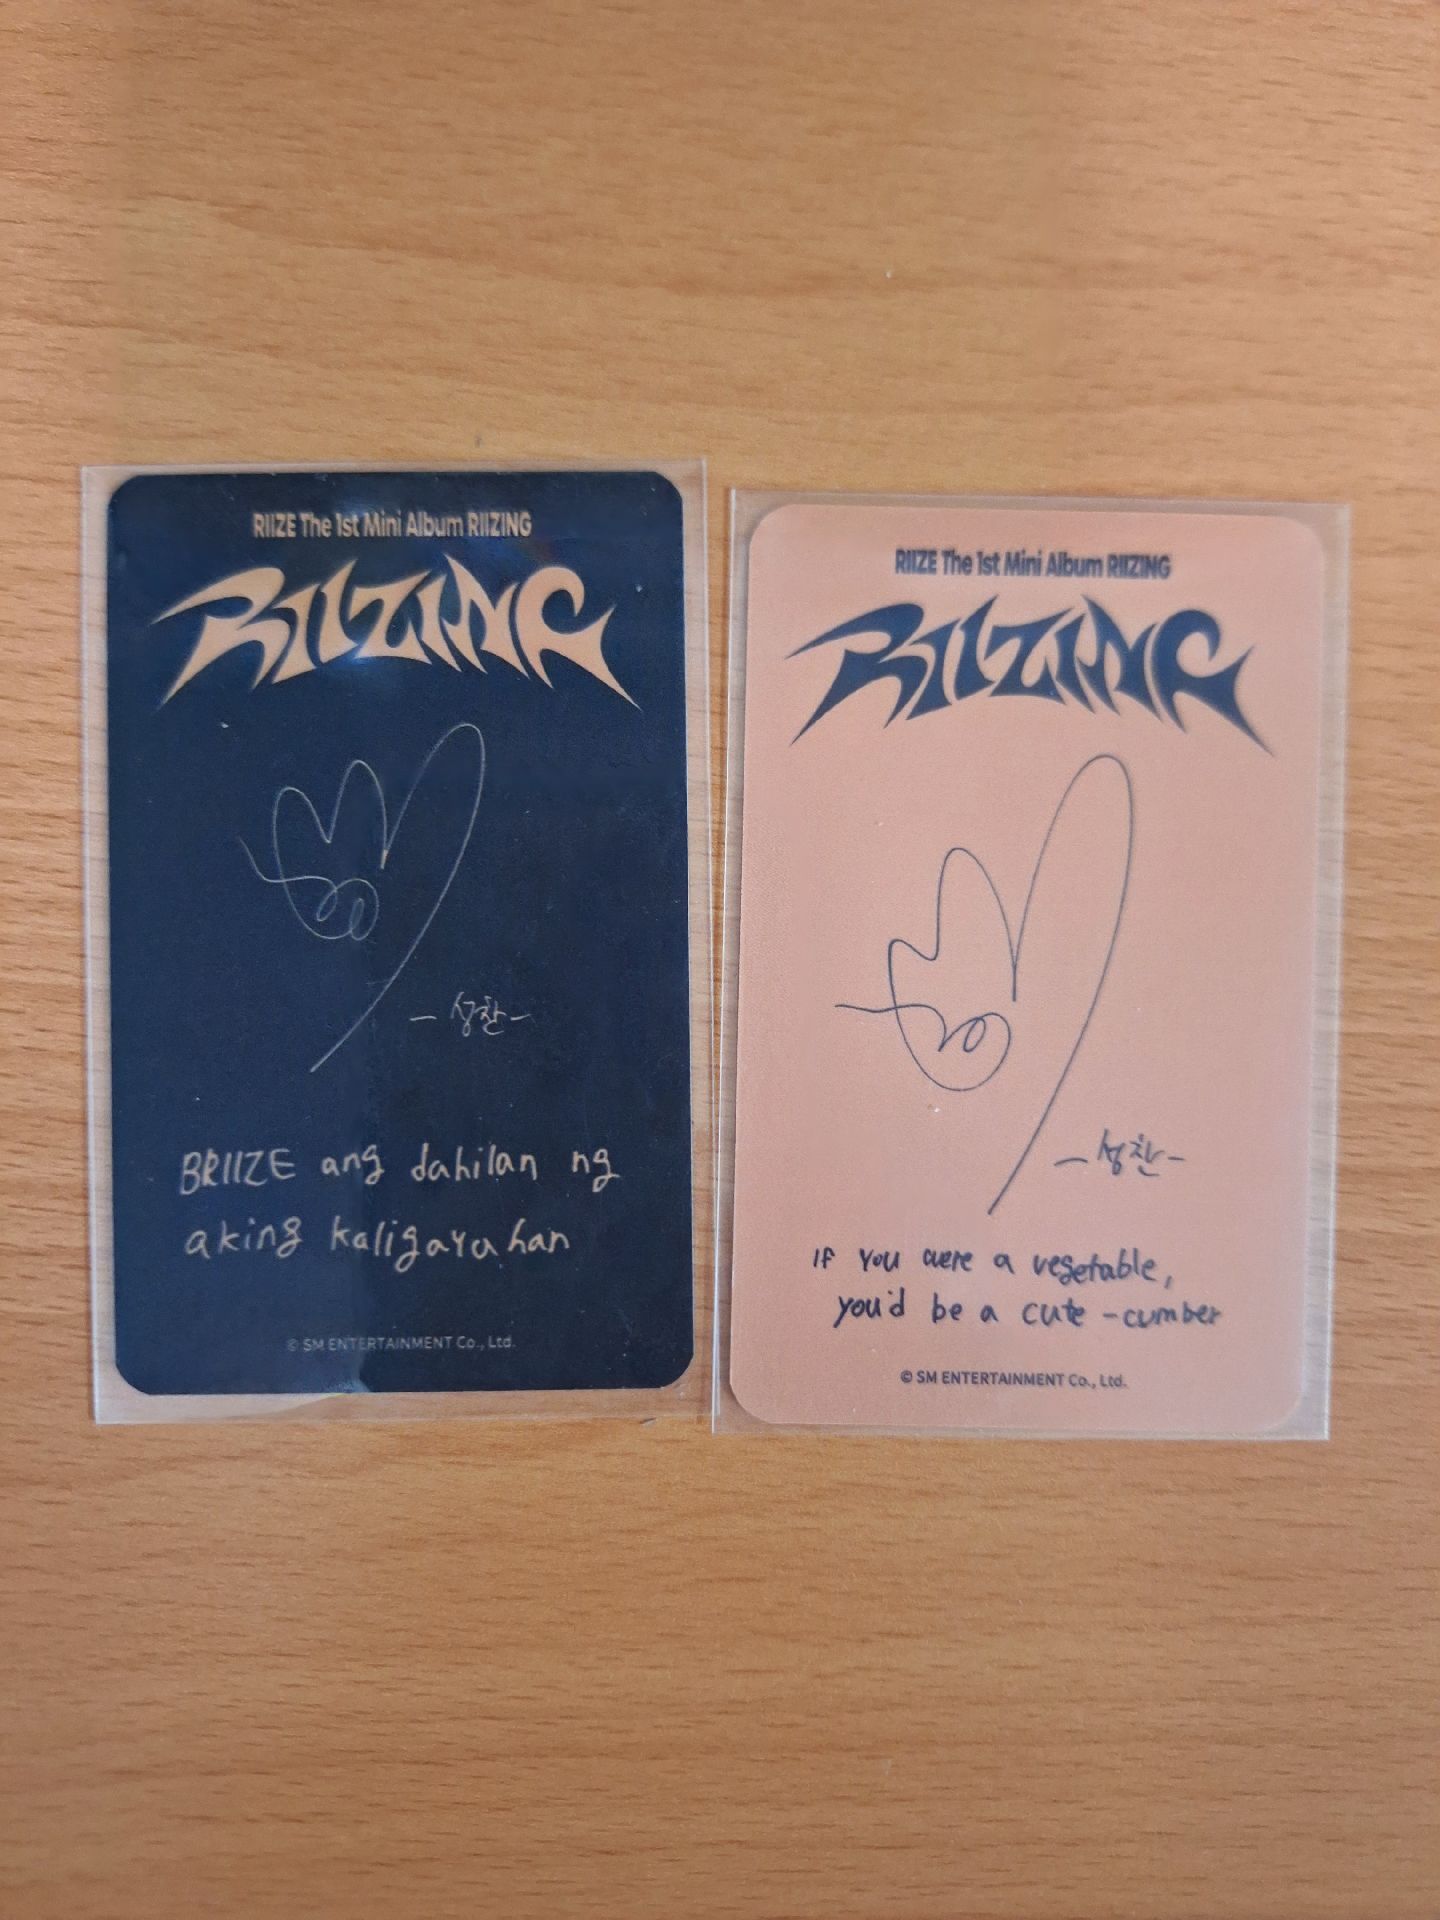 RIIZE The 1st Mini Album RIIZING
RIIZING
- 성찬 -
BRIIZE ang dahilan ng
aking kaligayahan
© SM ENTERTAINMENT Co., Ltd.
RIIZE The 1st Mini Album RIIZING
RIIZING
- 성찬 -
If you were a vegetable,
you'd be a cute-cumber
© SM ENTERTAINMENT Co., Ltd.